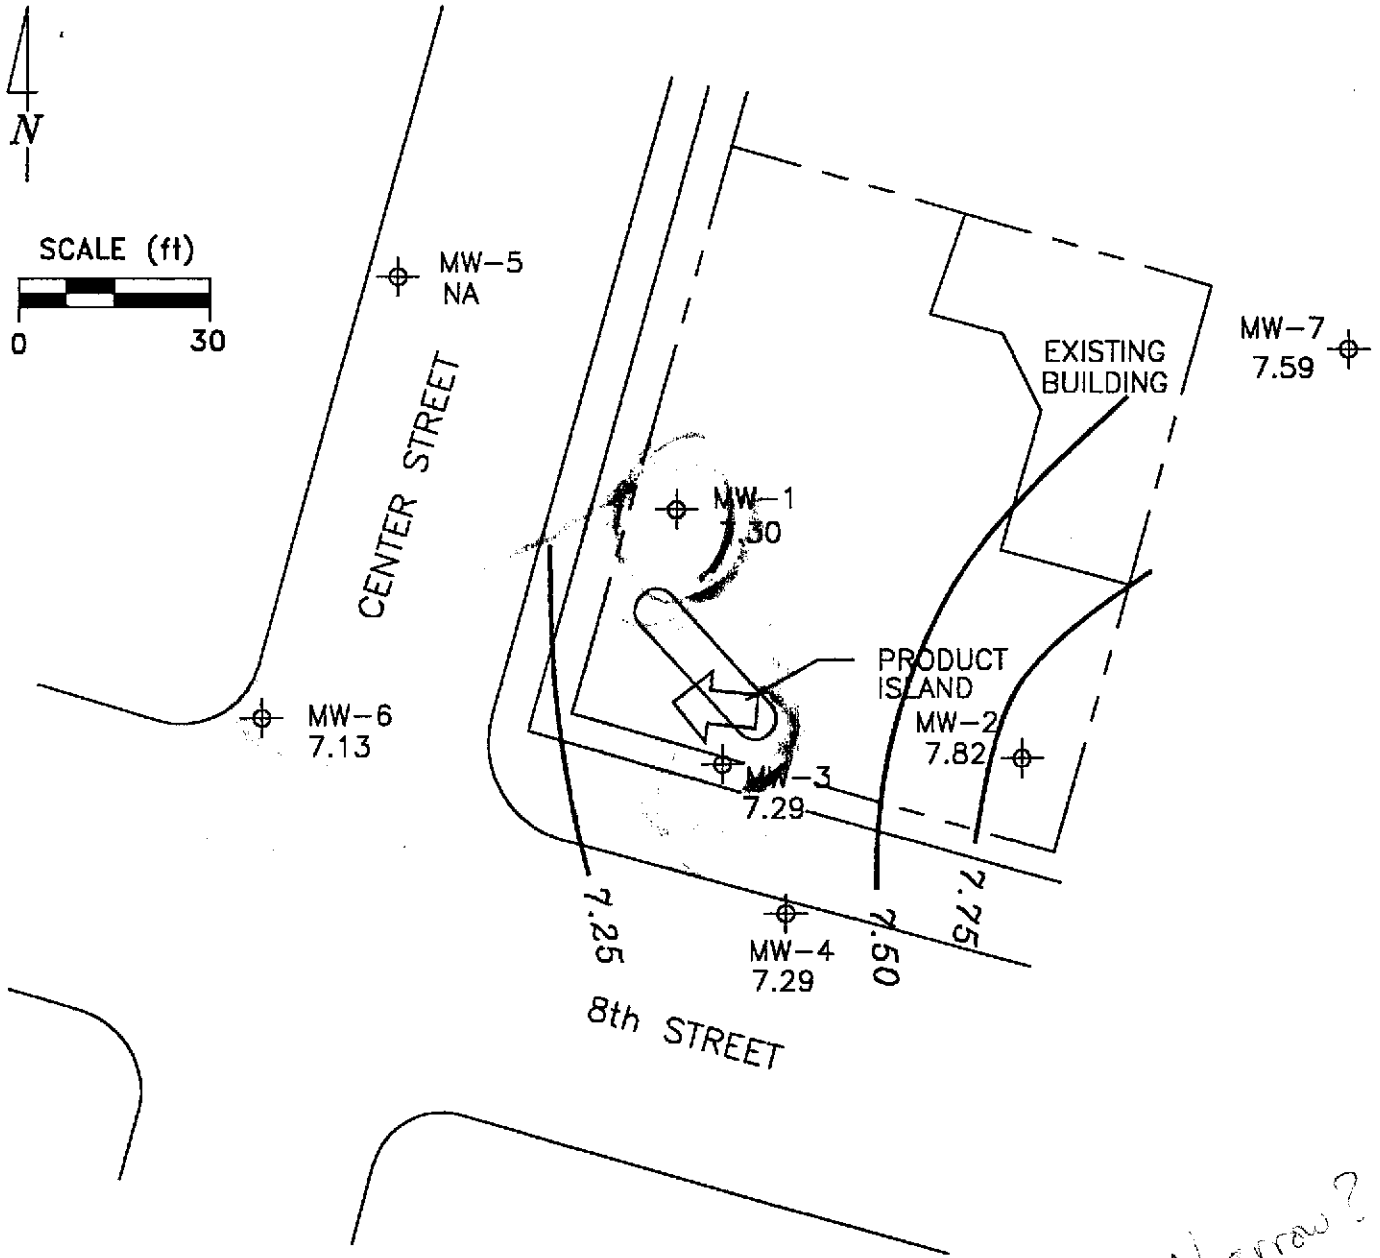 N
SCALE (ft)
0 30
MW-5
NA
CENTER STREET
MW-7
7.59
EXISTING
BUILDING
MW-1
.30
PRODUCT
ISLAND
MW-6
7.13
MW-2
7.82
MW-3
7.29
MW-4
7.29
7.25
7.50
7.75
8th STREET
arrow?